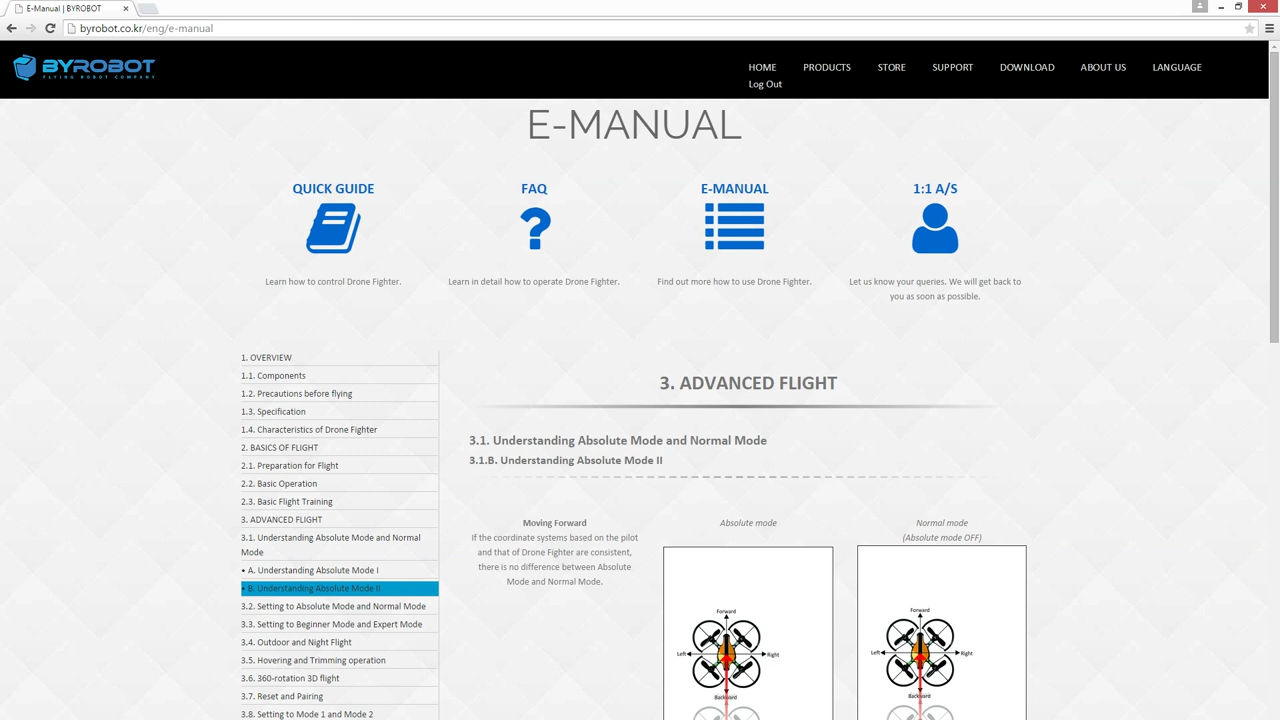 E-Manual | BYROBOT
byrobot.co.kr/eng/e-manual
BYROBOT
FLYING ROBOT COMPANY
HOME PRODUCTS STORE SUPPORT DOWNLOAD ABOUT US LANGUAGE
Log Out
E-MANUAL
QUICK GUIDE
Learn how to control Drone Fighter.
FAQ
Learn in detail how to operate Drone Fighter.
E-MANUAL
Find out more how to use Drone Fighter.
1:1 A/S
Let us know your queries. We will get back to
you as soon as possible.
1. OVERVIEW
1.1. Components
1.2. Precautions before flying
1.3. Specification
1.4. Characteristics of Drone Fighter
2. BASICS OF FLIGHT
2.1. Preparation for Flight
2.2. Basic Operation
2.3. Basic Flight Training
3. ADVANCED FLIGHT
3.1. Understanding Absolute Mode and Normal
Mode
• A. Understanding Absolute Mode I
• B. Understanding Absolute Mode II
3.2. Setting to Absolute Mode and Normal Mode
3.3. Setting to Beginner Mode and Expert Mode
3.4. Outdoor and Night Flight
3.5. Hovering and Trimming operation
3.6. 360-rotation 3D flight
3.7. Reset and Pairing
3.8. Setting to Mode 1 and Mode 2
3. ADVANCED FLIGHT
3.1. Understanding Absolute Mode and Normal Mode
3.1.B. Understanding Absolute Mode II
Moving Forward
If the coordinate systems based on the pilot
and that of Drone Fighter are consistent,
there is no difference between Absolute
Mode and Normal Mode.
Absolute mode
Forward
Left Right
Backward
Normal mode
(Absolute mode OFF)
Forward
Left Right
Backward